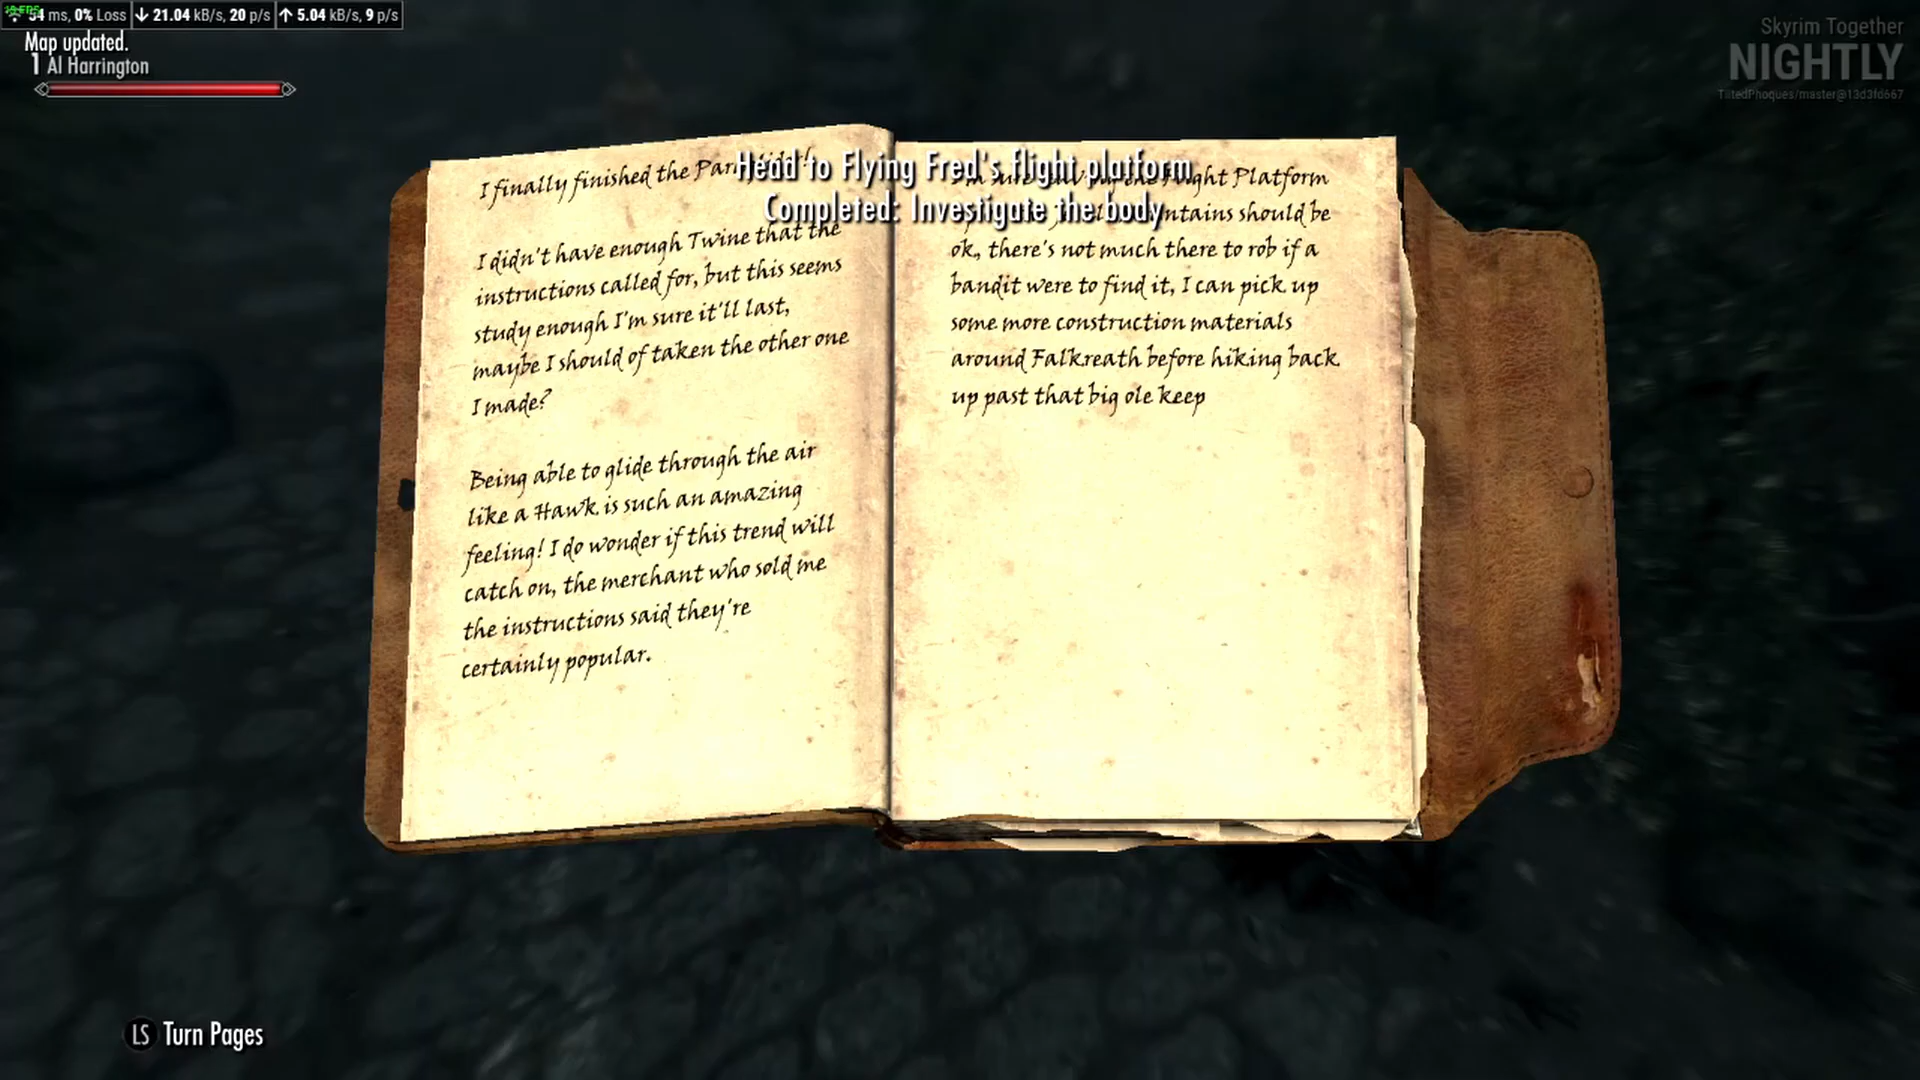 54 ms, 0% Loss ↓ 21.04 kB/s, 20 p/s ↑ 5.04 kB/s, 9 p/s
Map updated.
1 Al Harrington
Skyrim Together
NIGHTLY
TiltedPhoques/master@13d3fd667
Head to Flying Fred's flight platform
Completed: Investigate the body
I finally finished the
I didn't have enough Twine that the
instructions called for, but this seems
study enough I'm sure it'll last,
maybe I should of taken the other one
I made?
Being able to glide through the air
like a Hawk is such an amazing
feeling! I do wonder if this trend will
catch on, the merchant who sold me
the instructions said they're
certainly popular.
Flight Platform
should be
ok, there's not much there to rob if a
bandit were to find it, I can pick up
some more construction materials
around Falkreath before hiking back
up past that big ole keep
LS Turn Pages